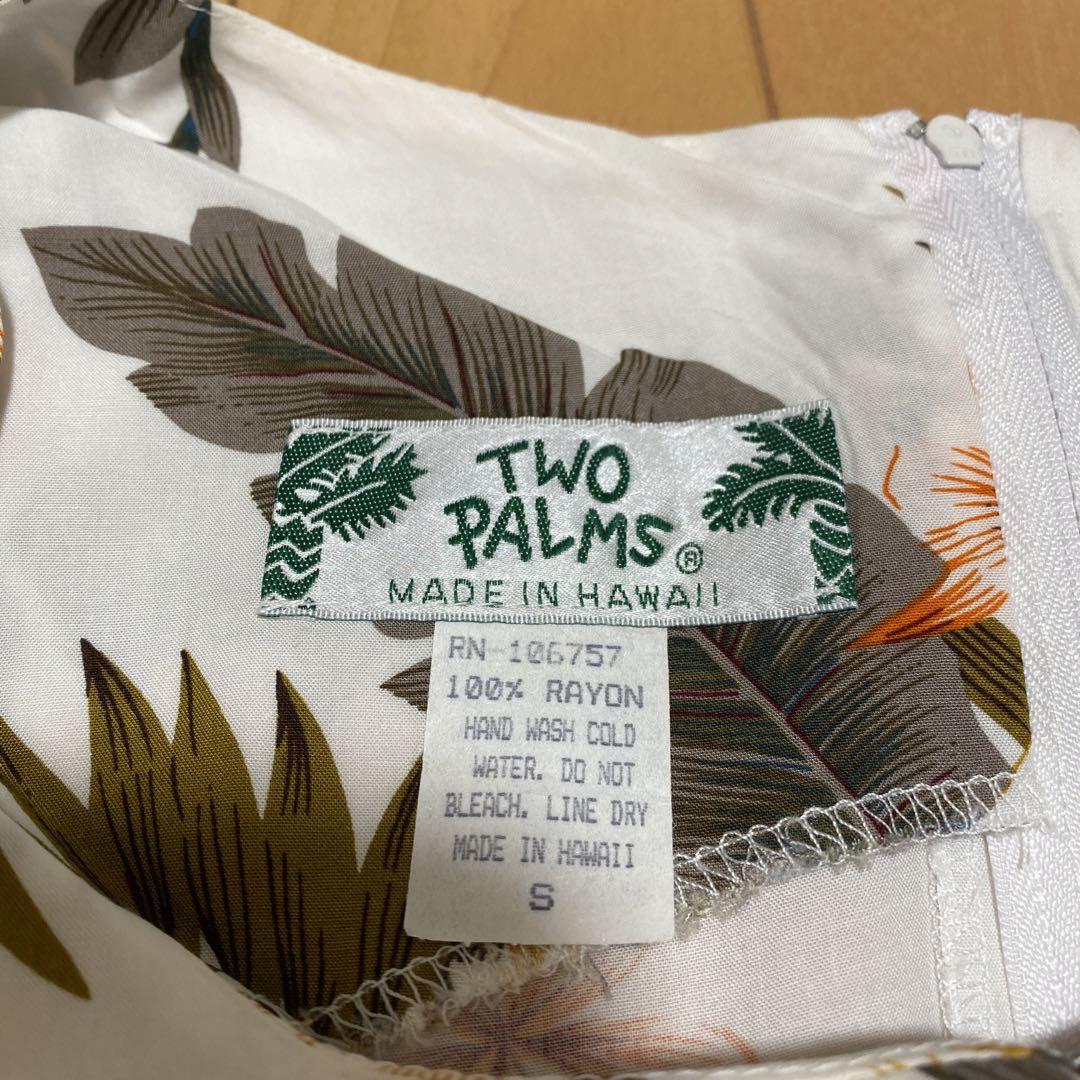 TWO
PALMS®
MADE IN HAWAII
RN-106757
100% RAYON
HAND WASH COLD
WATER. DO NOT
BLEACH. LINE DRY
MADE IN HAWAII
S